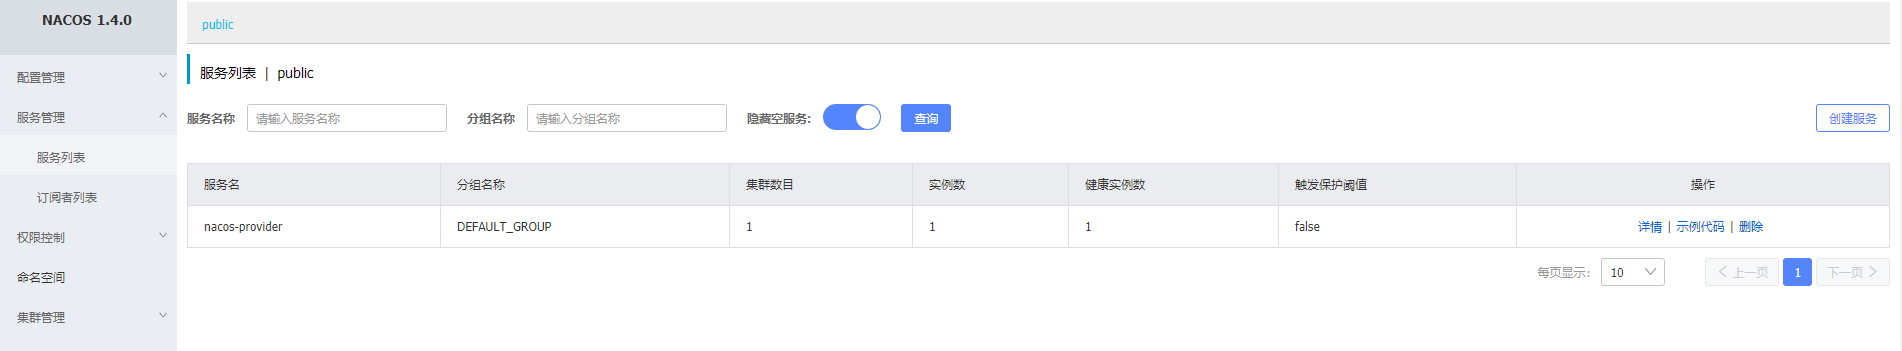 NACOS 1.4.0
配置管理
服务管理
服务列表
订阅者列表
权限控制
命名空间
集群管理
public
服务列表 | public
服务名称 请输入服务名称 分组名称 请输入分组名称 隐藏空服务: 查询 创建服务
服务名 分组名称 集群数目 实例数 健康实例数 触发保护阈值 操作
nacos-provider DEFAULT_GROUP 1 1 1 false 详情 | 示例代码 | 删除
每页显示: 10 上一页 1 下一页